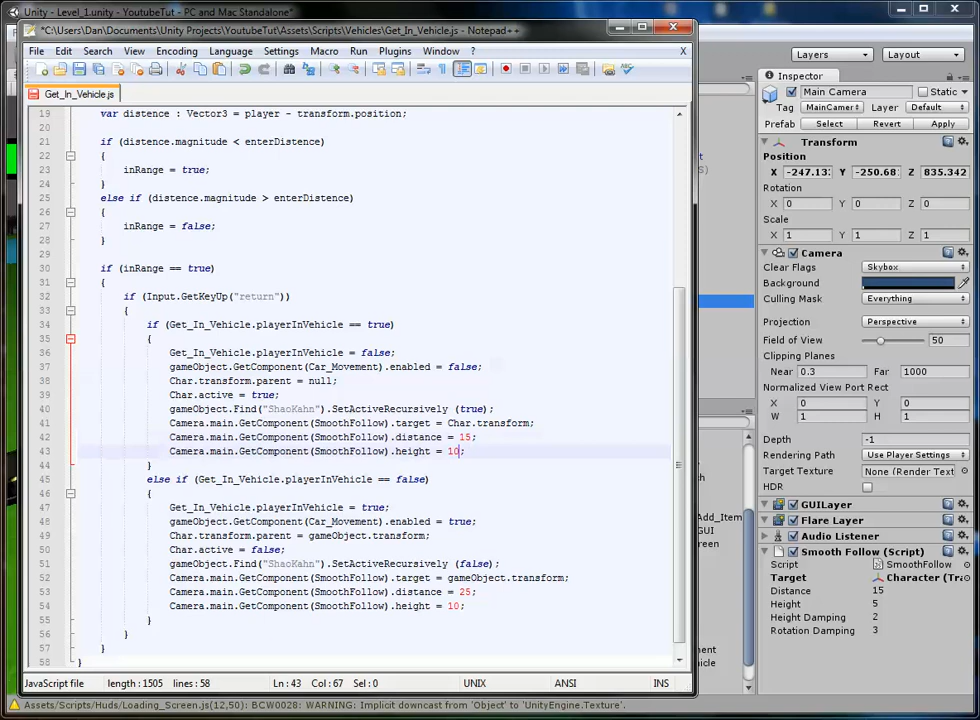 Unity - Level_1.unity - YoutubeTut - PC and Mac Standalone*
*C:\Users\Dan\Documents\Unity Projects\YoutubeTut\Assets\Scripts\Vehicles\Get_In_Vehicle.js - Notepad++
File Edit Search View Encoding Language Settings Macro Run Plugins Window ? X
Get_In_Vehicle.js
19 var distance : Vector3 = player - transform.position;
20
21 if (distance.magnitude < enterDistance)
22 {
23 inRange = true;
24 }
25 else if (distance.magnitude > enterDistance)
26 {
27 inRange = false;
28 }
29
30 if (inRange == true)
31 {
32 if (Input.GetKeyUp("return"))
33 {
34 if (Get_In_Vehicle.playerInVehicle == true)
35 {
36 Get_In_Vehicle.playerInVehicle = false;
37 gameObject.GetComponent(Car_Movement).enabled = false;
38 Char.transform.parent = null;
39 Char.active = true;
40 gameObject.Find("ShaoKahn").SetActiveRecursively (true);
41 Camera.main.GetComponent(SmoothFollow).target = Char.transform;
42 Camera.main.GetComponent(SmoothFollow).distance = 15;
43 Camera.main.GetComponent(SmoothFollow).height = 10;
44 }
45 else if (Get_In_Vehicle.playerInVehicle == false)
46 {
47 Get_In_Vehicle.playerInVehicle = true;
48 gameObject.GetComponent(Car_Movement).enabled = true;
49 Char.transform.parent = gameObject.transform;
50 Char.active = false;
51 gameObject.Find("ShaoKahn").SetActiveRecursively (false);
52 Camera.main.GetComponent(SmoothFollow).target = gameObject.transform;
53 Camera.main.GetComponent(SmoothFollow).distance = 25;
54 Camera.main.GetComponent(SmoothFollow).height = 10;
55 }
56 }
57 }
58 }
JavaScript file length : 1505 lines : 58 Ln : 43 Col : 67 Sel : 0 UNIX ANSI INS
Assets/Scripts/Huds/Loading_Screen.js(12,50): BCW0028: WARNING: Implicit downcast from 'Object' to 'UnityEngine.Texture'.
Add_Item
een
nent
hicle
Layers Layout
Inspector
Main Camera Static
Tag MainCamer Layer Default
Prefab Select Revert Apply
Transform
Position
X -247.13 Y -250.68 Z 835.342
Rotation
X 0 Y 0 Z 0
Scale
X 1 Y 1 Z 1
Camera
Clear Flags Skybox
Background
Culling Mask Everything
Projection Perspective
Field of View 50
Clipping Planes
Near 0.3 Far 1000
Normalized View Port Rect
X 0 Y 0
W 1 H 1
Depth -1
Rendering Path Use Player Settings
Target Texture None (Render Text
HDR
GUILayer
Flare Layer
Audio Listener
Smooth Follow (Script)
Script SmoothFollow
Target Character (Tra
Distance 15
Height 5
Height Damping 2
Rotation Damping 3